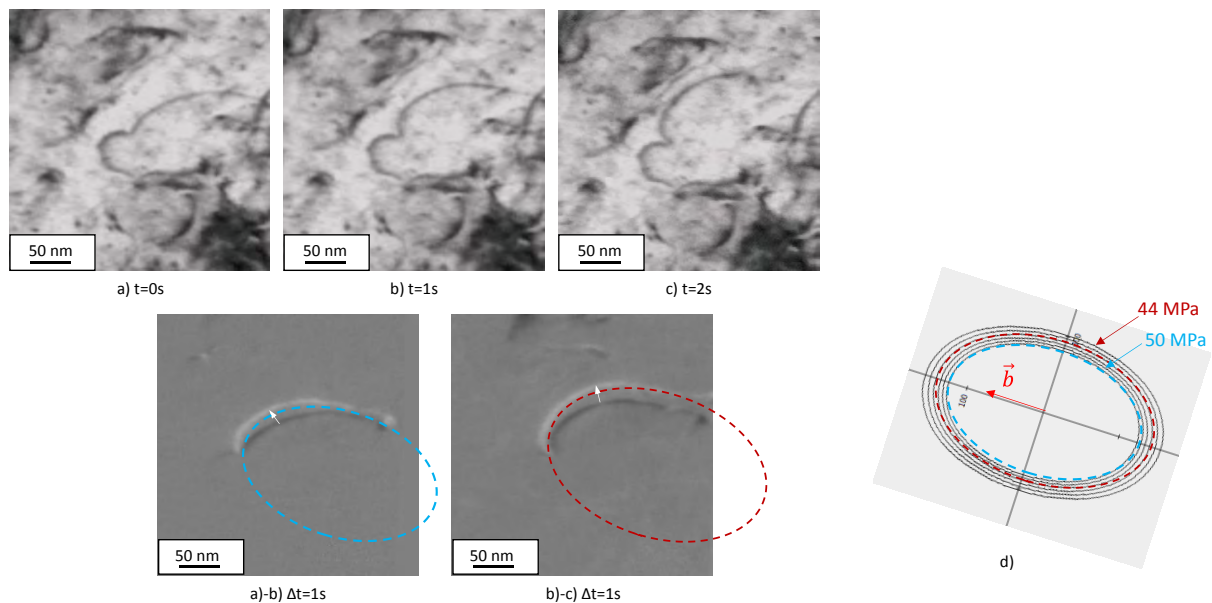 50 nm
50 nm
50 nm
a) t=0s
b) t=1s
c) t=2s
44 MPa
50 MPa
b
100
50 nm
50 nm
a)-b) Δt=1s
b)-c) Δt=1s
d)